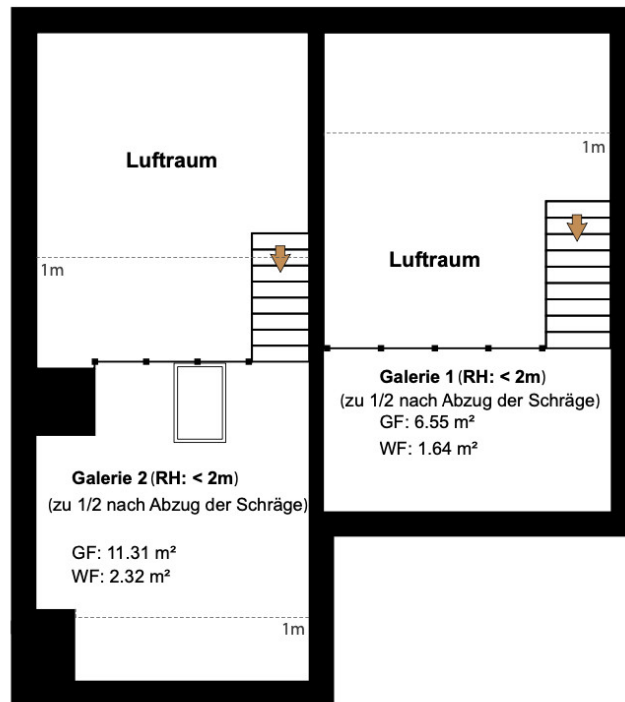 Luftraum
1m
Galerie 2 (RH: < 2m)
(zu 1/2 nach Abzug der Schräge)
GF: 11.31 m²
WF: 2.32 m²
1m
1m
Luftraum
Galerie 1 (RH: < 2m)
(zu 1/2 nach Abzug der Schräge)
GF: 6.55 m²
WF: 1.64 m²